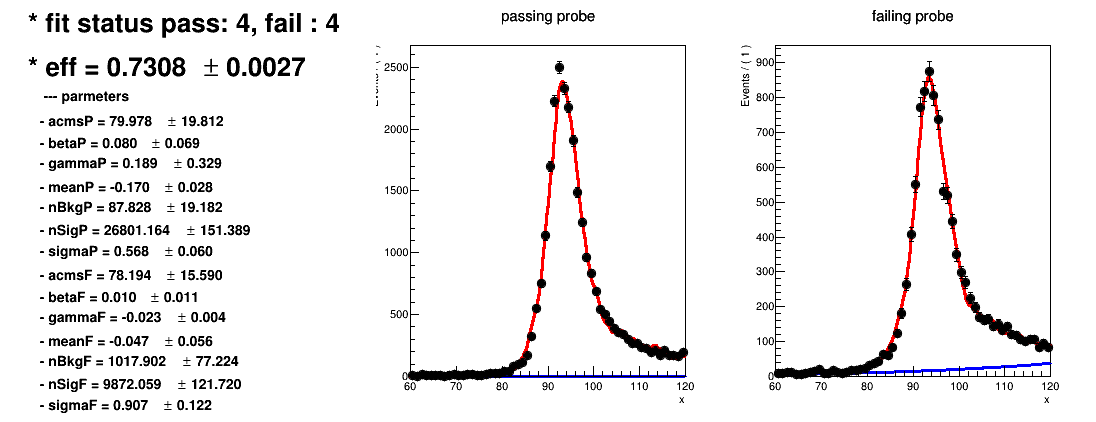 * fit status pass: 4, fail : 4
* eff = 0.7308 ± 0.0027
--- parmeters
- acmsP = 79.978 ± 19.812
- betaP = 0.080 ± 0.069
- gammaP = 0.189 ± 0.329
- meanP = -0.170 ± 0.028
- nBkgP = 87.828 ± 19.182
- nSigP = 26801.164 ± 151.389
- sigmaP = 0.568 ± 0.060
- acmsF = 78.194 ± 15.590
- betaF = 0.010 ± 0.011
- gammaF = -0.023 ± 0.004
- meanF = -0.047 ± 0.056
- nBkgF = 1017.902 ± 77.224
- nSigF = 9872.059 ± 121.720
- sigmaF = 0.907 ± 0.122
passing probe
2500
2000
1500
1000
500
0
60 70 80 90 100 110 120
x
failing probe
Events / ( 1 )
900
800
700
600
500
400
300
200
100
0
60 70 80 90 100 110 120
x